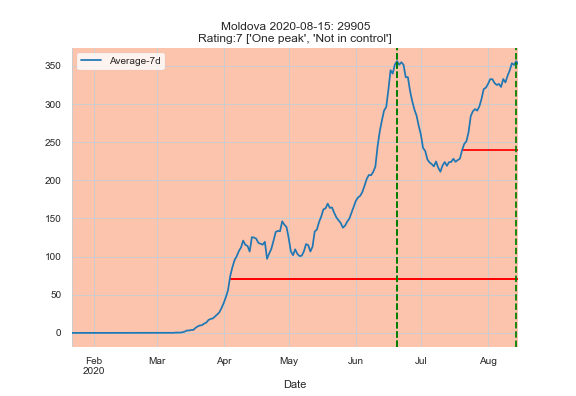 Moldova 2020-08-15: 29905
Rating:7 ['One peak', 'Not in control']
Average-7d
350
300
250
200
150
100
50
0
Feb
2020
Mar
Apr
May
Jun
Jul
Aug
Date